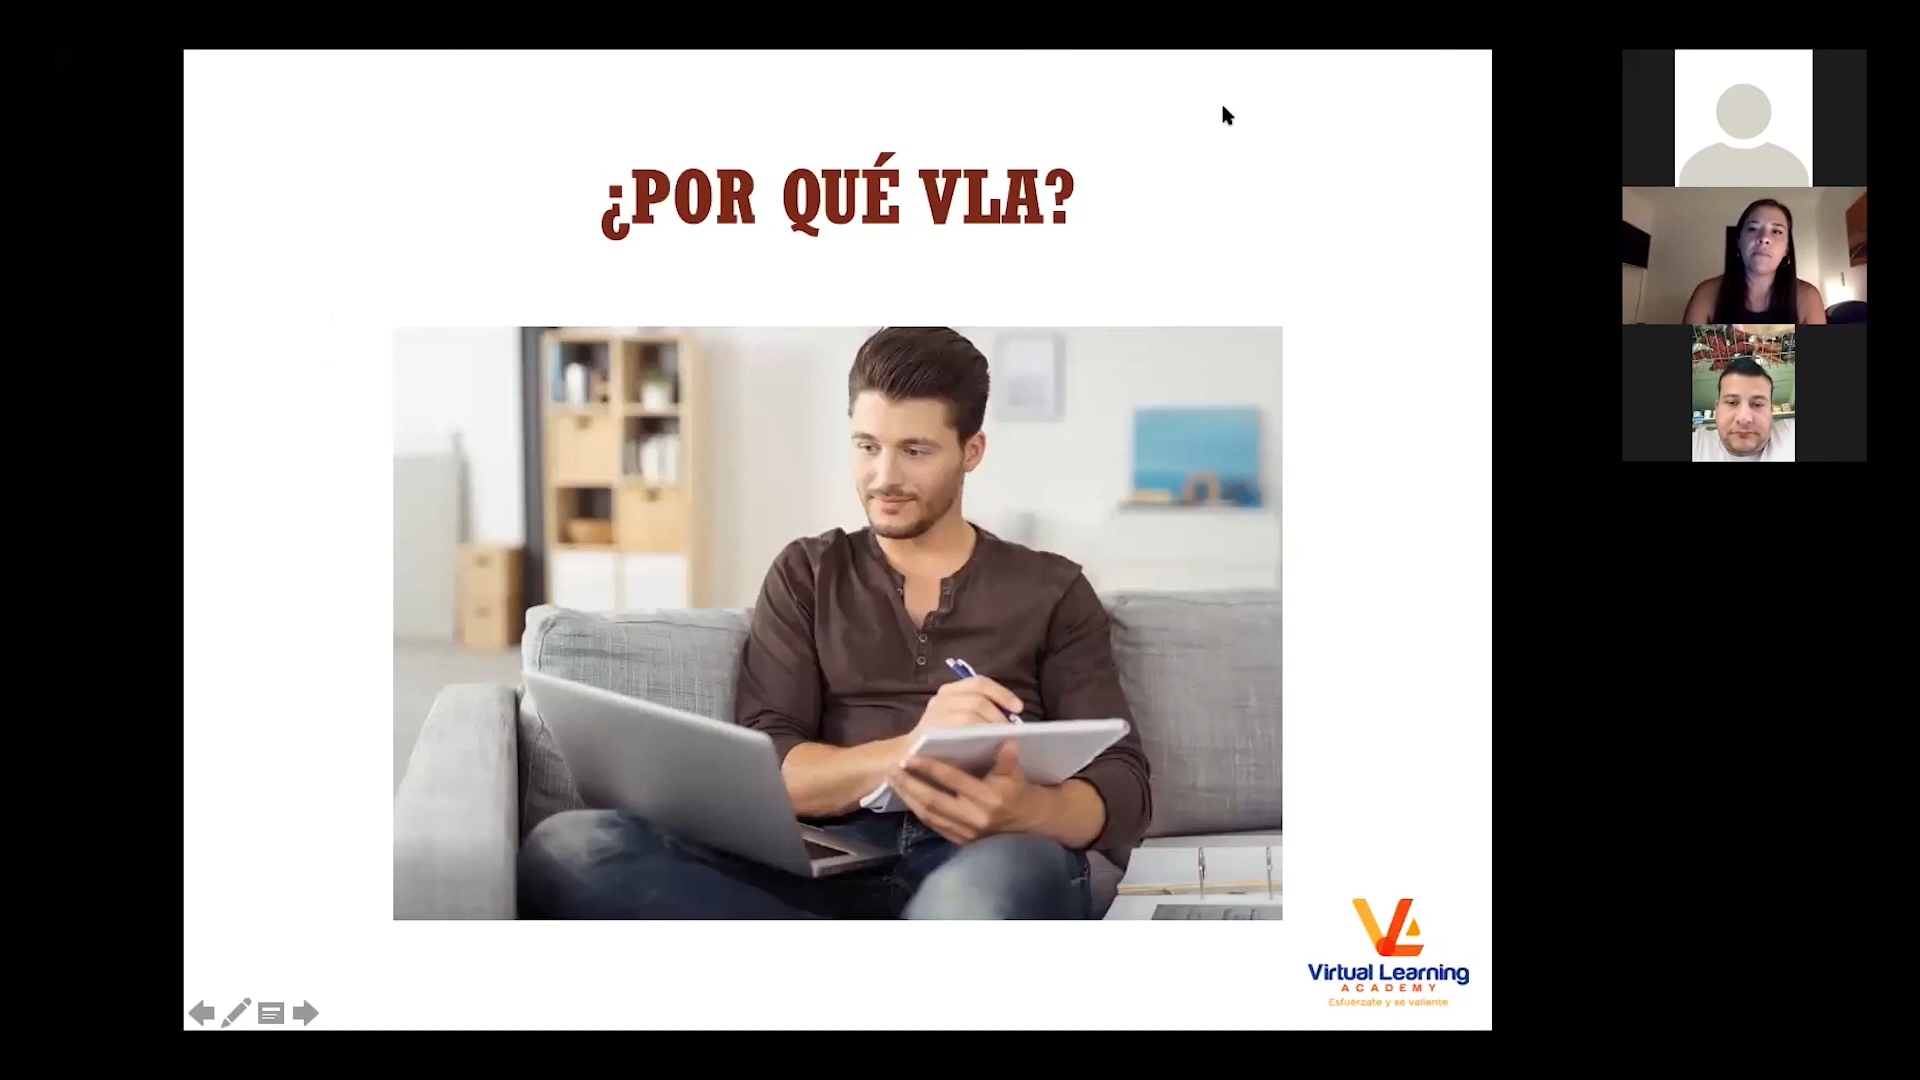 ¿POR QUÉ VLA?
Virtual Learning
ACADEMY
Esfuérzate y sé valiente